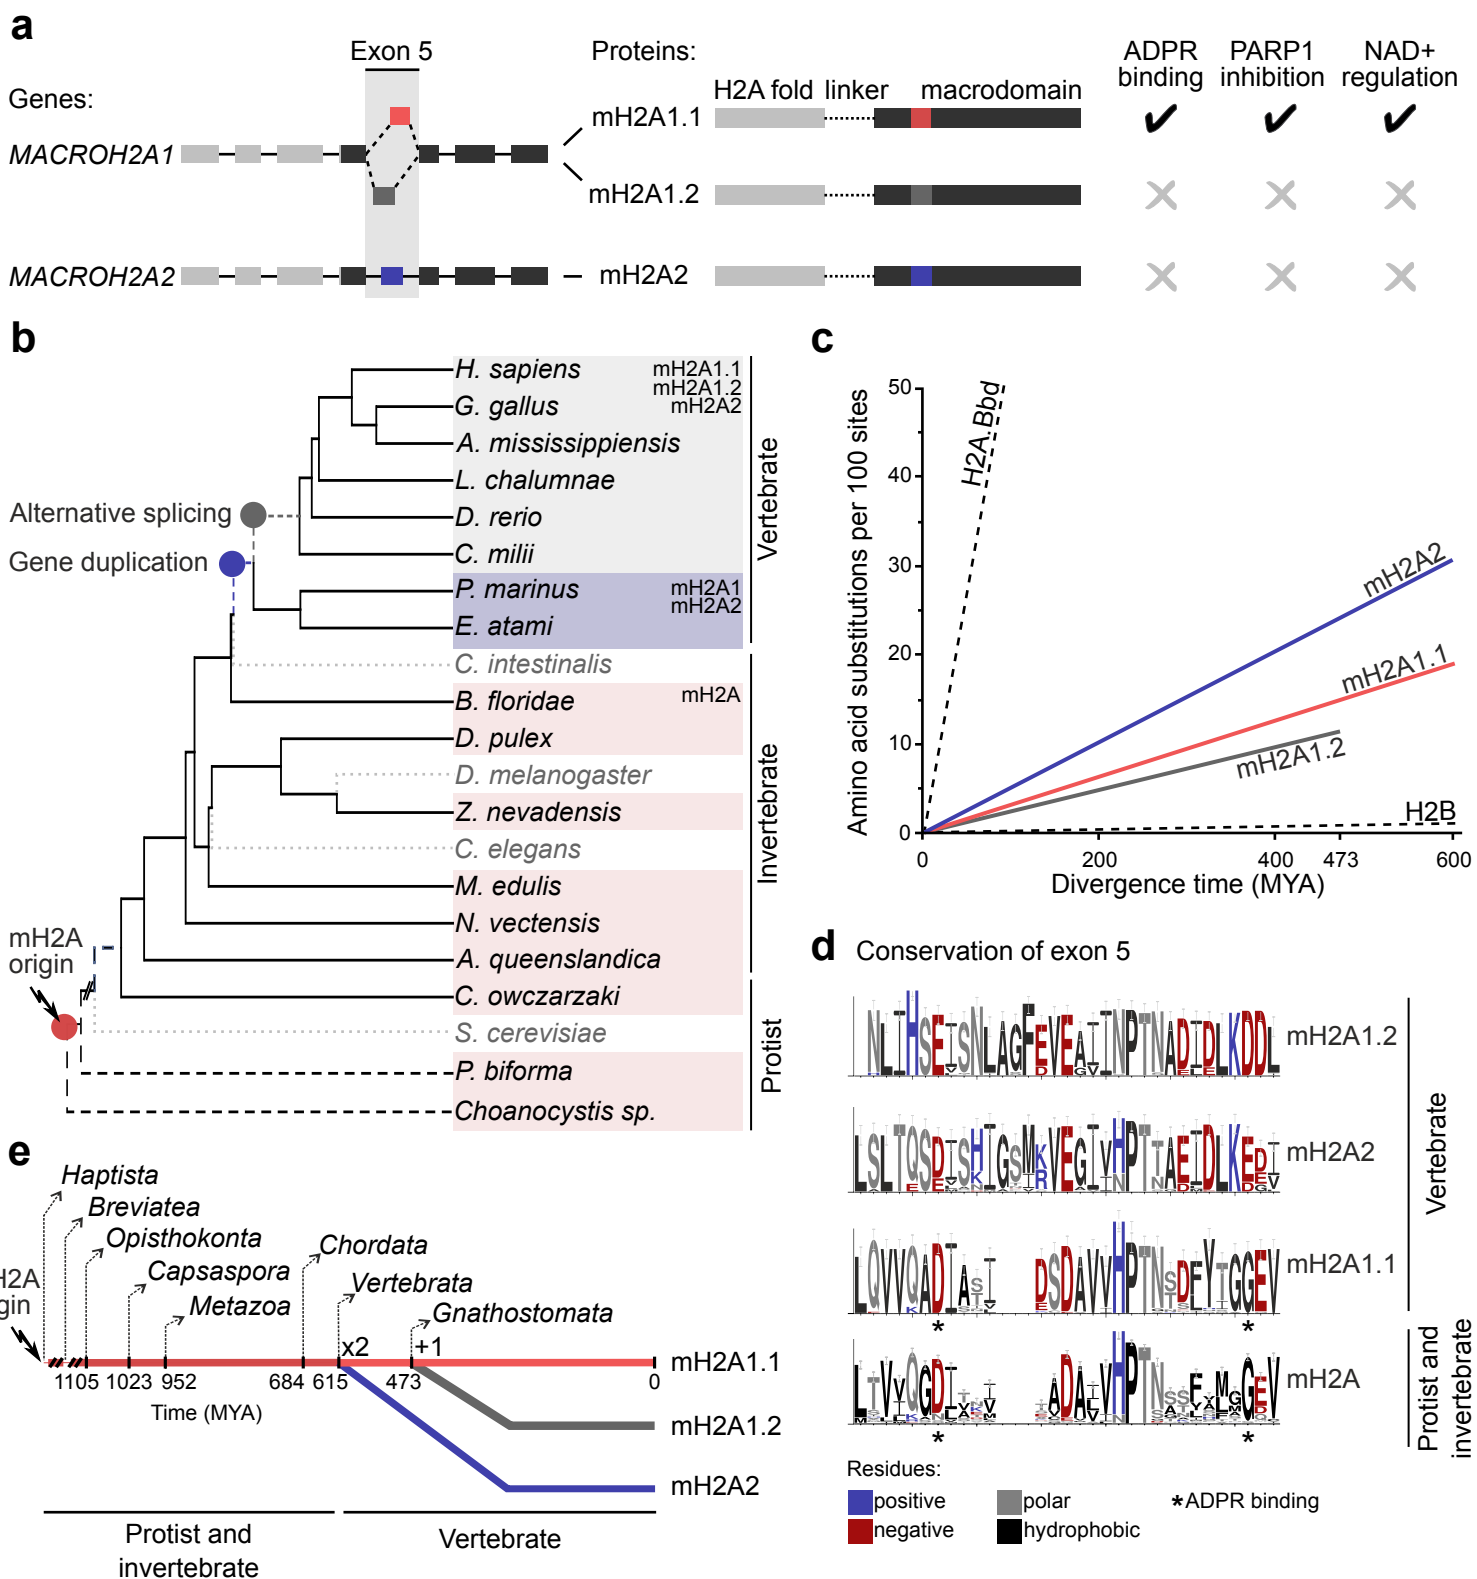 a
Exon 5
Proteins:
ADPR binding
PARP1 inhibition
NAD+ regulation
Genes:
H2A fold
linker
macrodomain
mH2A1.1
MACROH2A1
mH2A1.2
MACROH2A2
mH2A2
b
H. sapiens
mH2A1.1
mH2A1.2
mH2A2
G. gallus
A. mississippiensis
L. chalumnae
Alternative splicing
D. rerio
Gene duplication
C. milii
P. marinus
mH2A1
mH2A2
E. atami
C. intestinalis
B. floridae
mH2A
D. pulex
D. melanogaster
Z. nevadensis
C. elegans
M. edulis
N. vectensis
mH2A
origin
A. queenslandica
C. owczarzaki
S. cerevisiae
P. biforma
Choanocystis sp.
Vertebrate
Invertebrate
Protist
c
Amino acid substitutions per 100 sites
50
40
30
20
10
0
H2A.Bbd
mH2A2
mH2A1.1
mH2A1.2
H2B
0
200
400
473
600
Divergence time (MYA)
d
Conservation of exon 5
mH2A1.2
mH2A2
mH2A1.1
* *
mH2A
* *
Vertebrate
Protist and
invertebrate
Residues:
positive
polar
*ADPR binding
negative
hydrophobic
e
Haptista
Breviatea
Opisthokonta
Capsaspora
Metazoa
Chordata
Vertebrata
Gnathostomata
H2A
gin
x2
+1
mH2A1.1
1105
1023
952
684
615
473
0
Time (MYA)
mH2A1.2
mH2A2
Protist and
invertebrate
Vertebrate